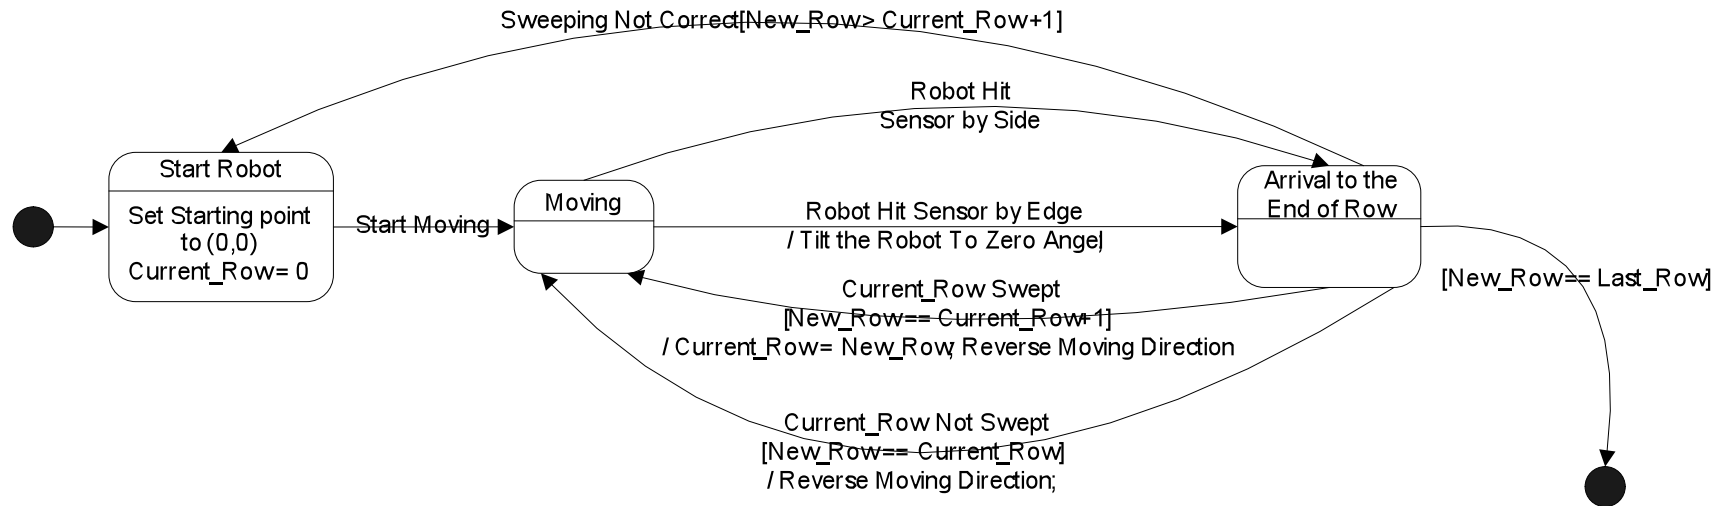 Sweeping Not Correct[New_Row > Current_Row+1]
Robot Hit
Sensor by Side
Start Robot
Set Starting point
to (0,0)
Current_Row = 0
Start Moving
Moving
Robot Hit Sensor by Edge
/ Tilt the Robot To Zero Angel;
Arrival to the
End of Row
Current_Row Swept
[New_Row == Current_Row+1]
/ Current_Row = New_Row; Reverse Moving Direction
[New_Row == Last_Row]
Current_Row Not Swept
[New_Row == Current_Row]
/ Reverse Moving Direction;